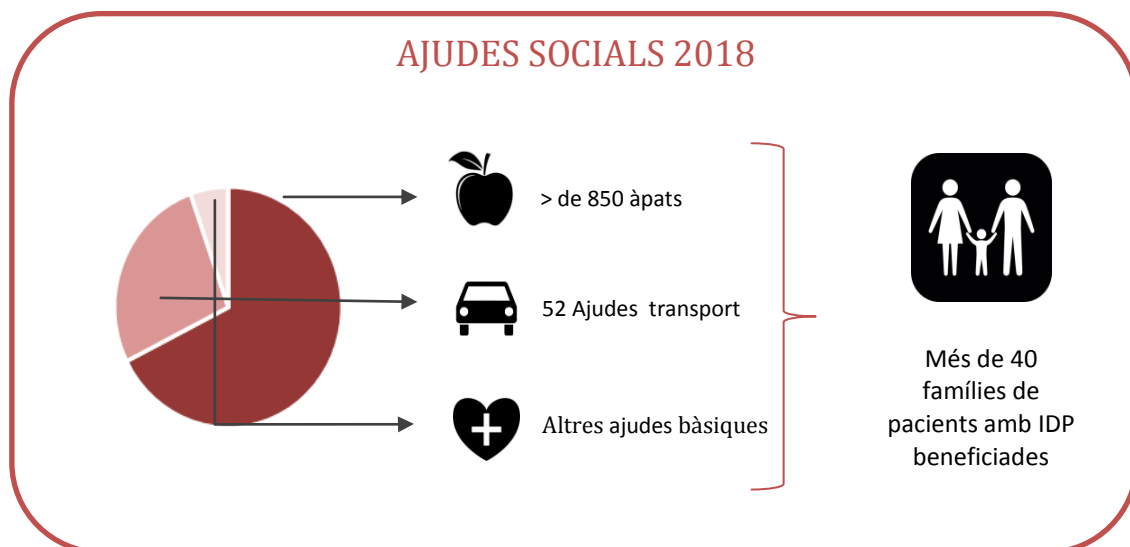 AJUDES SOCIALS 2018
> de 850 àpats
52 Ajudes transport
Altres ajudes bàsiques
Més de 40
famílies de
pacients amb IDP
beneficiades